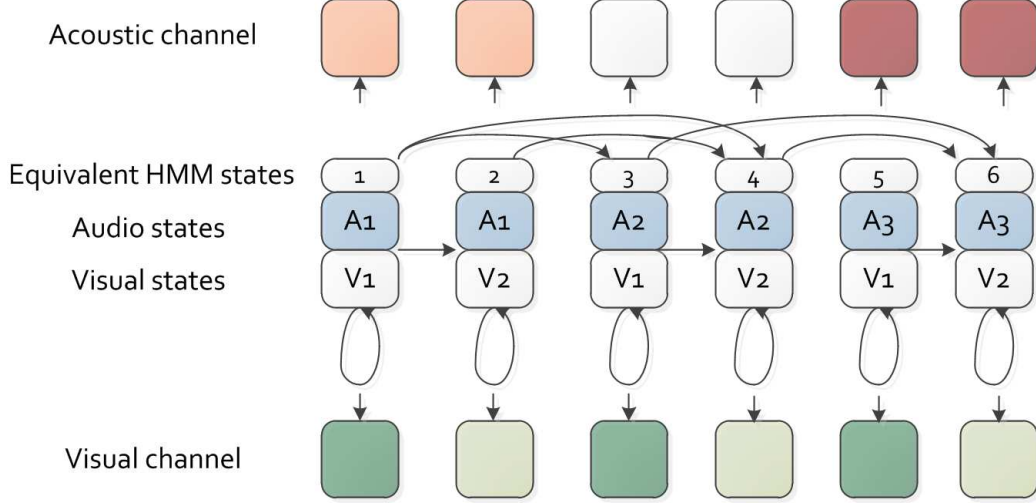 Acoustic channel
Equivalent HMM states 1 2 3 4 5 6
Audio states A1 A1 A2 A2 A3 A3
Visual states V1 V2 V1 V2 V1 V2
Visual channel